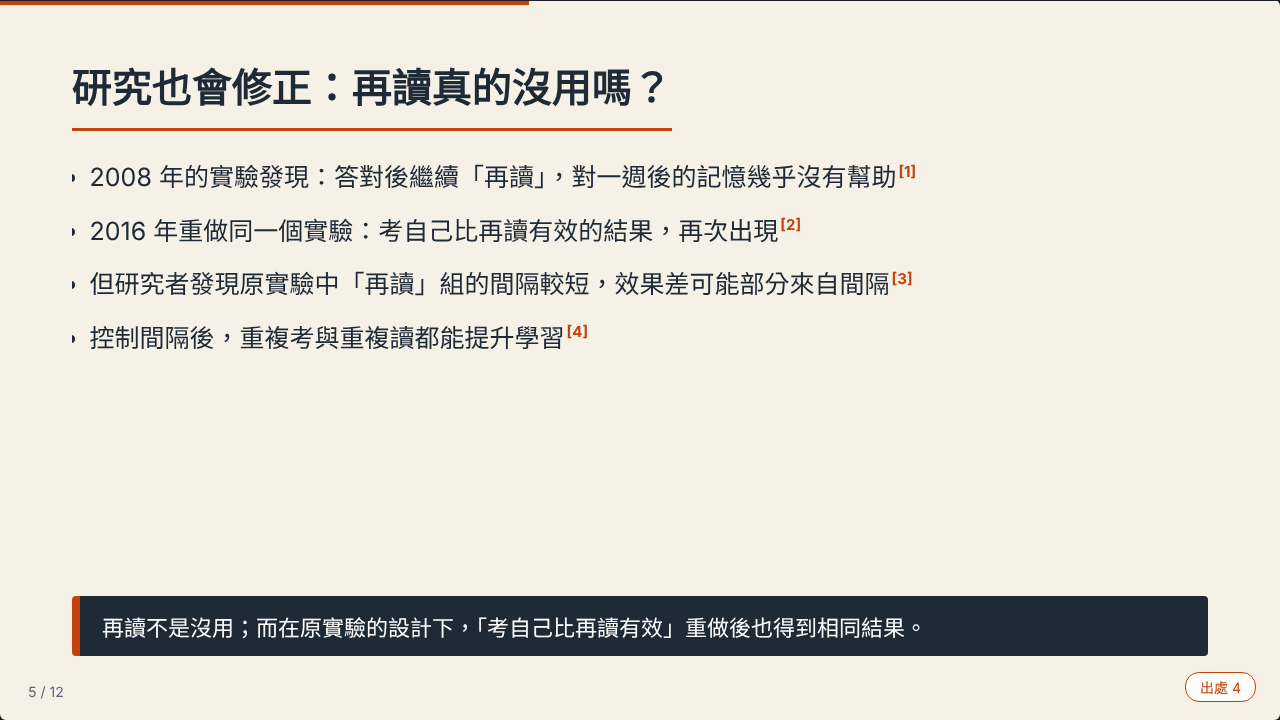 研究也會修正：再讀真的沒用嗎？
• 2008 年的實驗發現：答對後繼續「再讀」，對一週後的記憶幾乎沒有幫助[1]
• 2016 年重做同一個實驗：考自己比再讀有效的結果，再次出現[2]
• 但研究者發現原實驗中「再讀」組的間隔較短，效果差可能部分來自間隔[3]
• 控制間隔後，重複考與重複讀都能提升學習[4]
再讀不是沒用；而在原實驗的設計下，「考自己比再讀有效」重做後也得到相同結果。
5 / 12
出處 4